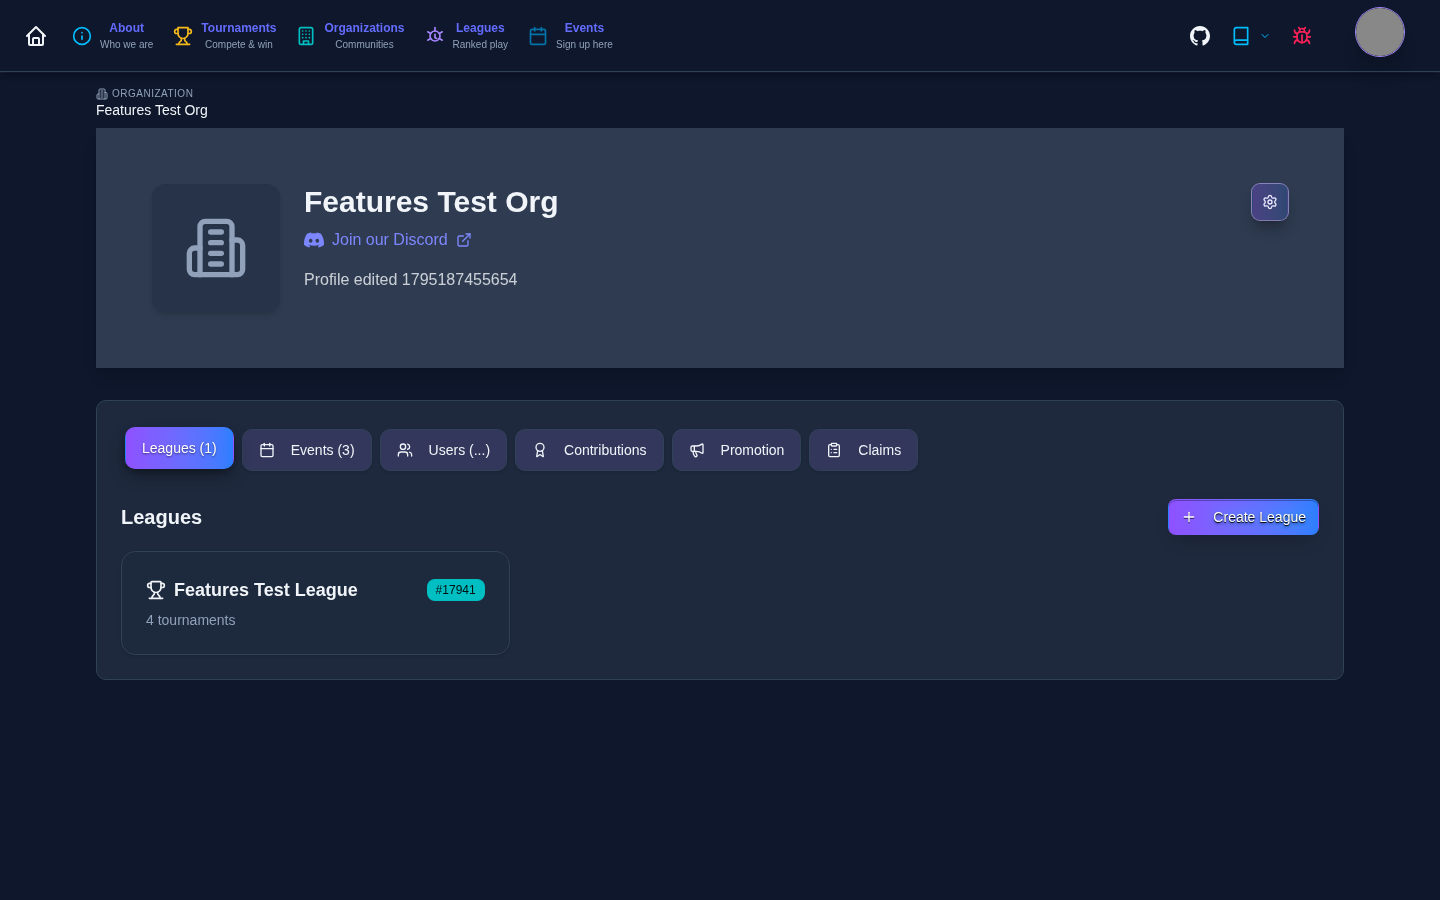 About
Who we are
Tournaments
Compete & win
Organizations
Communities
Leagues
Ranked play
Events
Sign up here
ORGANIZATION
Features Test Org
Features Test Org
Join our Discord
Profile edited 1795187455654
Leagues (1)
Events (3)
Users (...)
Contributions
Promotion
Claims
Leagues
Create League
Features Test League
#17941
4 tournaments